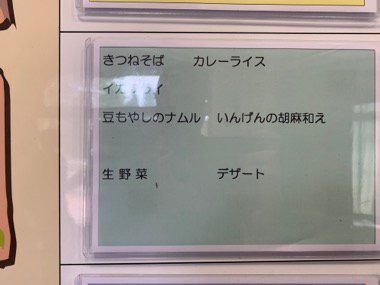 きつねそば　カレーライス
豆もやしのナムル　いんげんの胡麻和え
生野菜　デザート